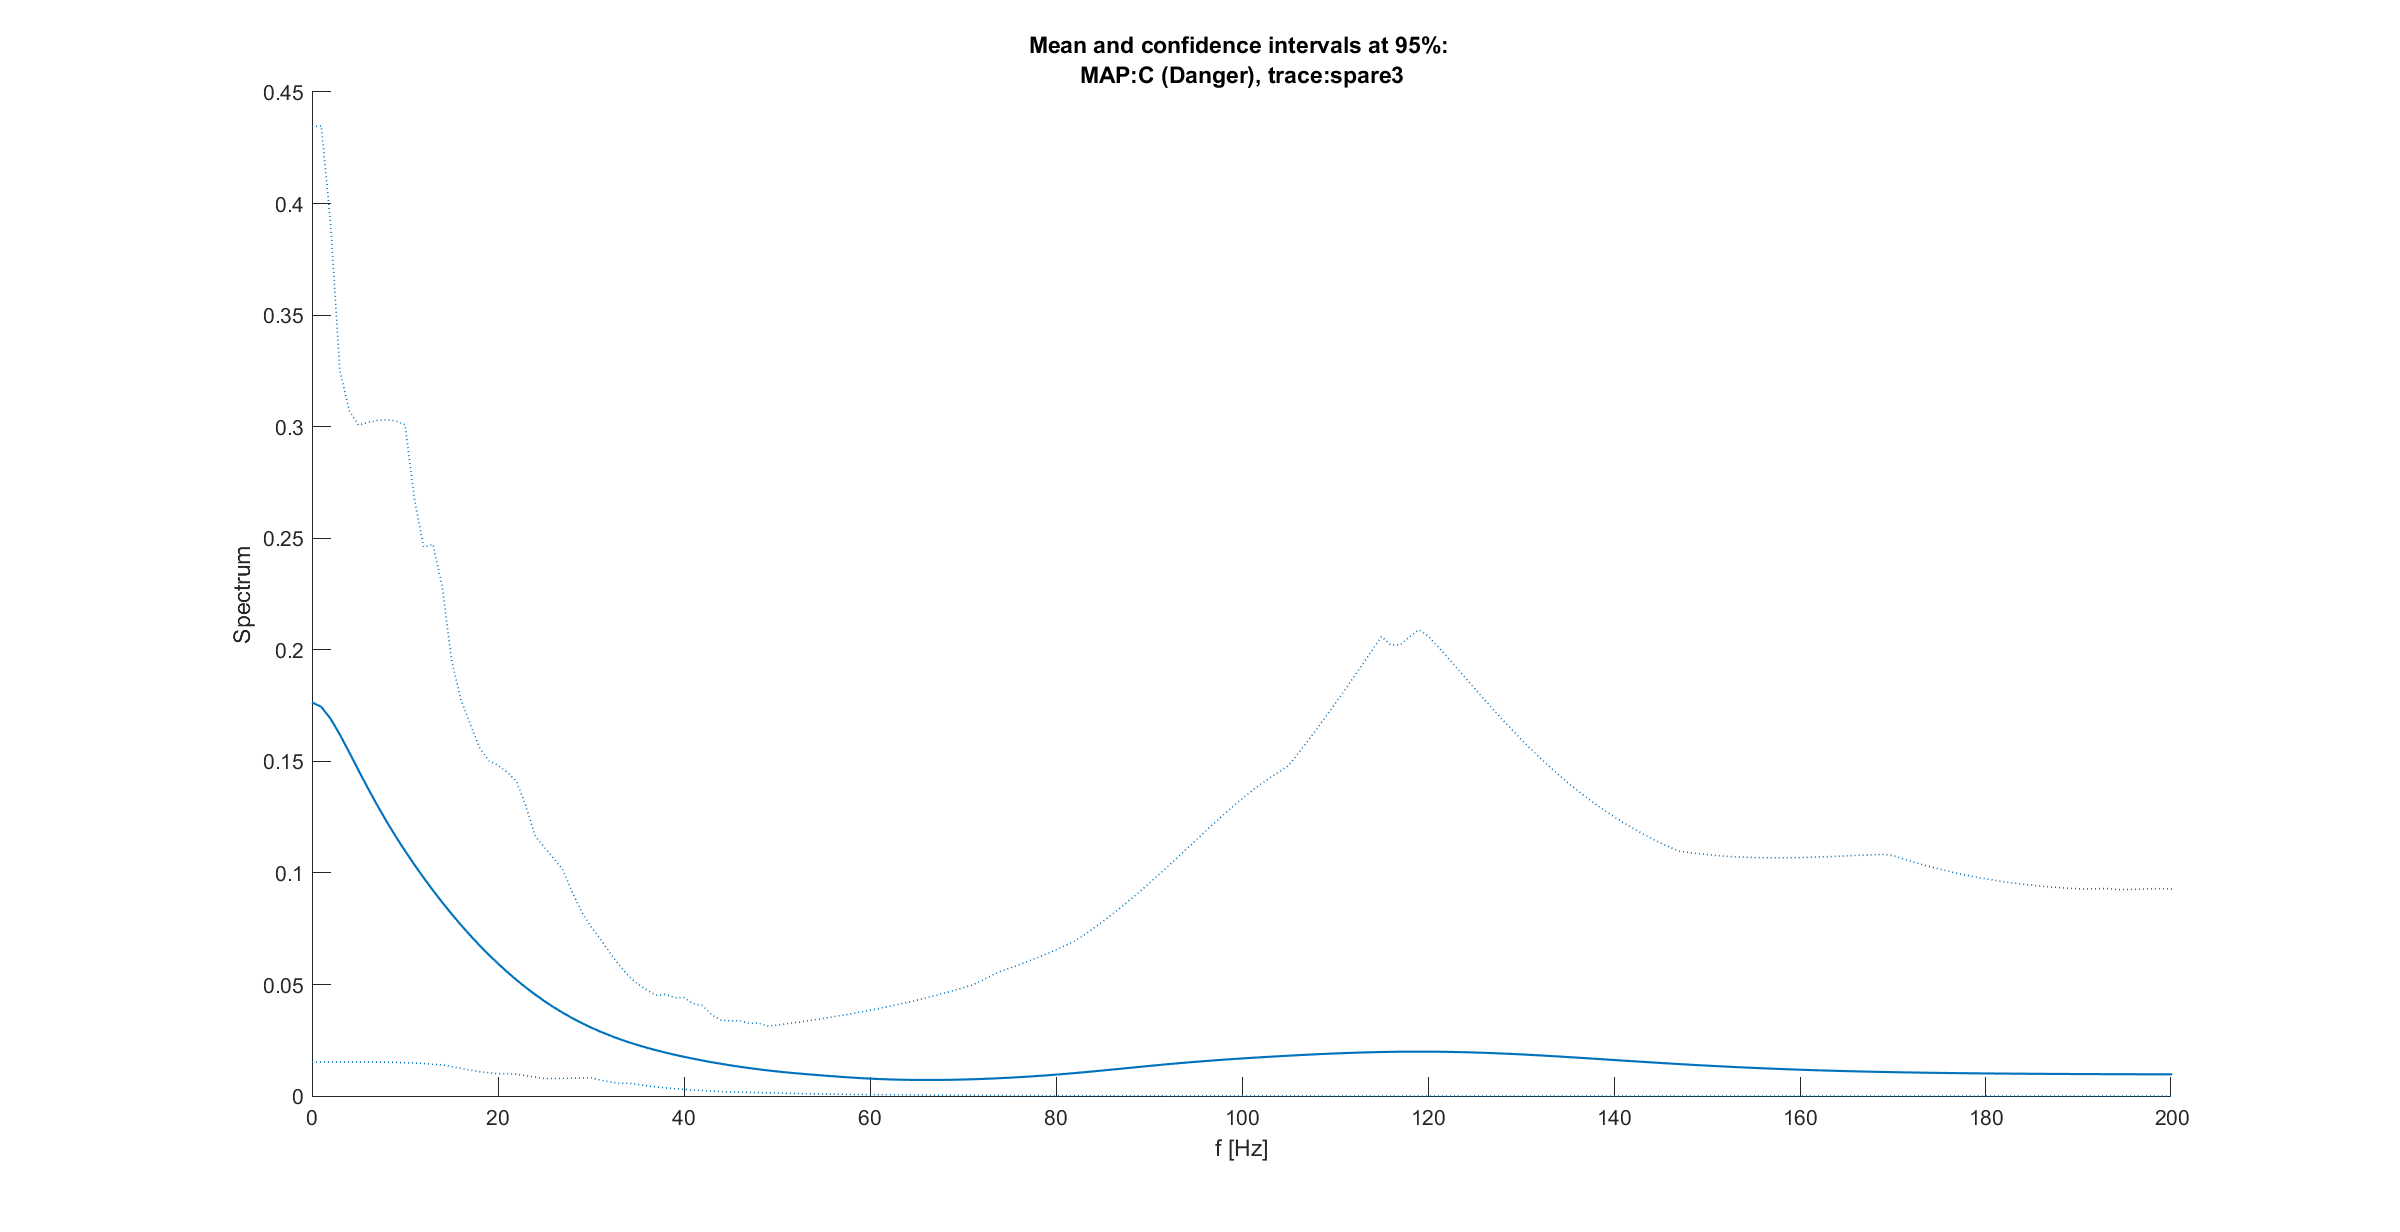 Mean and confidence intervals at 95%:
MAP:C (Danger), trace:spare3
0.45
0.4
0.35
0.3
0.25
0.2
0.15
0.1
0.05
0
Spectrum
0 20 40 60 80 100 120 140 160 180 200
f [Hz]